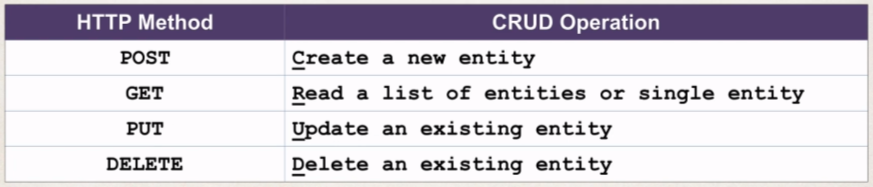 HTTP Method CRUD Operation
POST Create a new entity
GET Read a list of entities or single entity
PUT Update an existing entity
DELETE Delete an existing entity